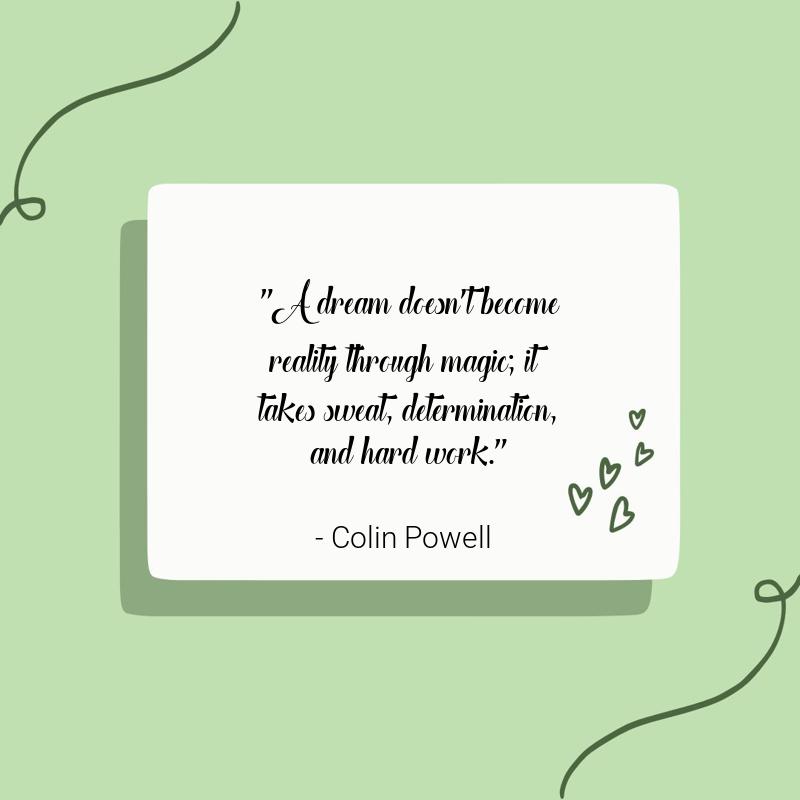 "A dream doesn't become
reality through magic; it
takes sweat, determination,
and hard work."
- Colin Powell